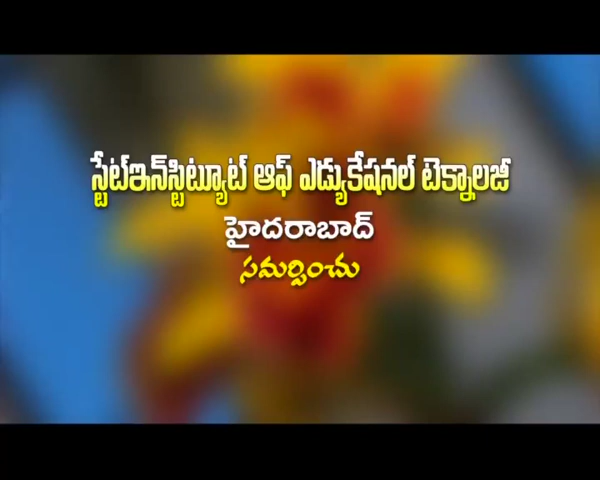 స్టేట్ఇన్‌స్టిట్యూట్ ఆఫ్ ఎడ్యుకేషనల్ టెక్నాలజీ
హైదరాబాద్
సమర్పించు